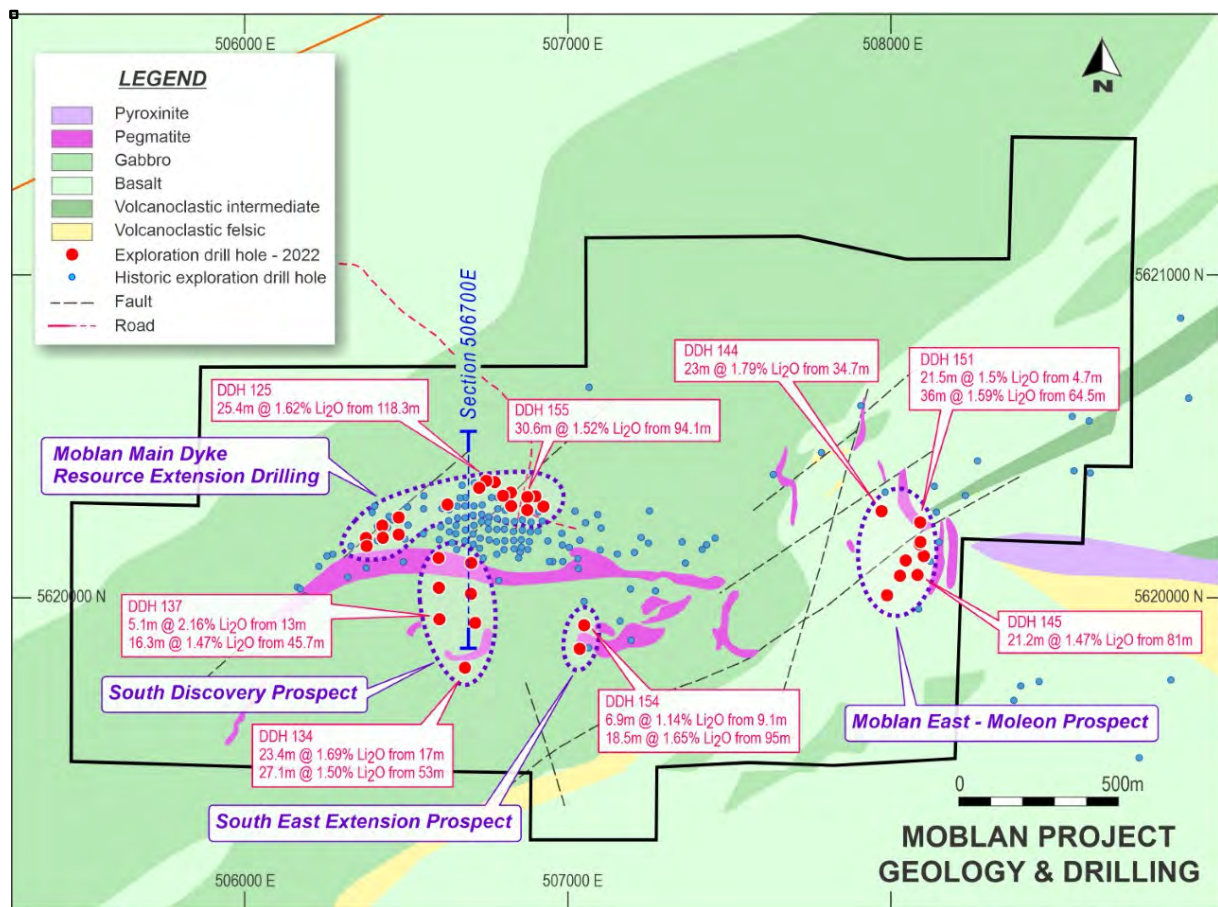 506000 E
507000 E
508000 E
LEGEND
Pyroxinite
Pegmatite
Gabbro
Basalt
Volcanoclastic intermediate
Volcanoclastic felsic
Exploration drill hole - 2022
Historic exploration drill hole
Fault
Road
N
5621000 N
Section 506700E
DDH 125
25.4m @ 1.62% Li2O from 118.3m
DDH 155
30.6m @ 1.52% Li2O from 94.1m
DDH 144
23m @ 1.79% Li2O from 34.7m
DDH 151
21.5m @ 1.5% Li2O from 4.7m
36m @ 1.59% Li2O from 64.5m
Moblan Main Dyke
Resource Extension Drilling
5620000 N
5620000 N
DDH 137
5.1m @ 2.16% Li2O from 13m
16.3m @ 1.47% Li2O from 45.7m
DDH 145
21.2m @ 1.47% Li2O from 81m
South Discovery Prospect
DDH 154
6.9m @ 1.14% Li2O from 9.1m
18.5m @ 1.65% Li2O from 95m
Moblan East - Moleon Prospect
DDH 134
23.4m @ 1.69% Li2O from 17m
27.1m @ 1.50% Li2O from 53m
South East Extension Prospect
0 500m
MOBLAN PROJECT
GEOLOGY & DRILLING
506000 E
507000 E
508000 E